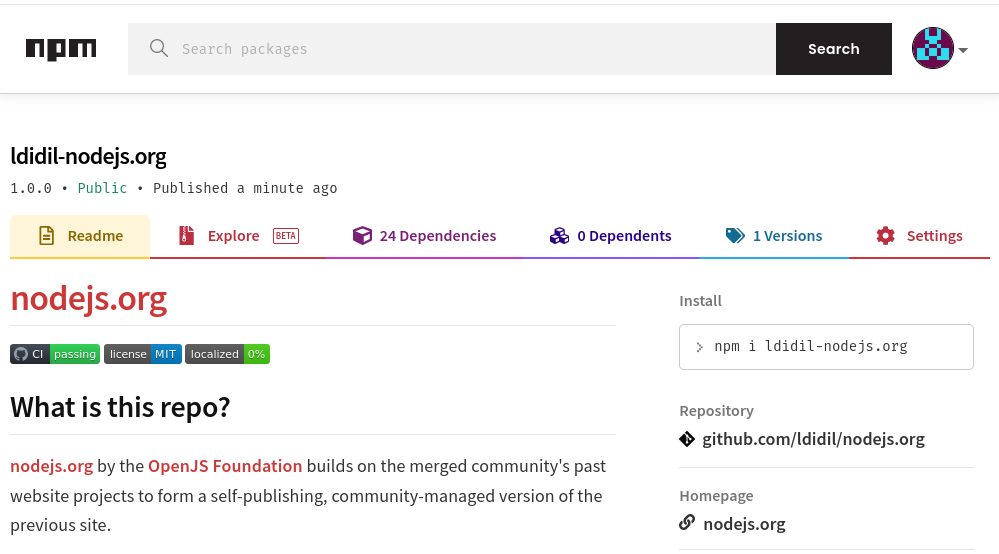 npm
Search packages
Search
ldidil-nodejs.org
1.0.0 • Public • Published a minute ago
Readme
Explore BETA
24 Dependencies
0 Dependents
1 Versions
Settings
nodejs.org
CI passing license MIT localized 0%
What is this repo?
nodejs.org by the OpenJS Foundation builds on the merged community's past
website projects to form a self-publishing, community-managed version of the
previous site.
Install
npm i ldidil-nodejs.org
Repository
github.com/ldidil/nodejs.org
Homepage
nodejs.org